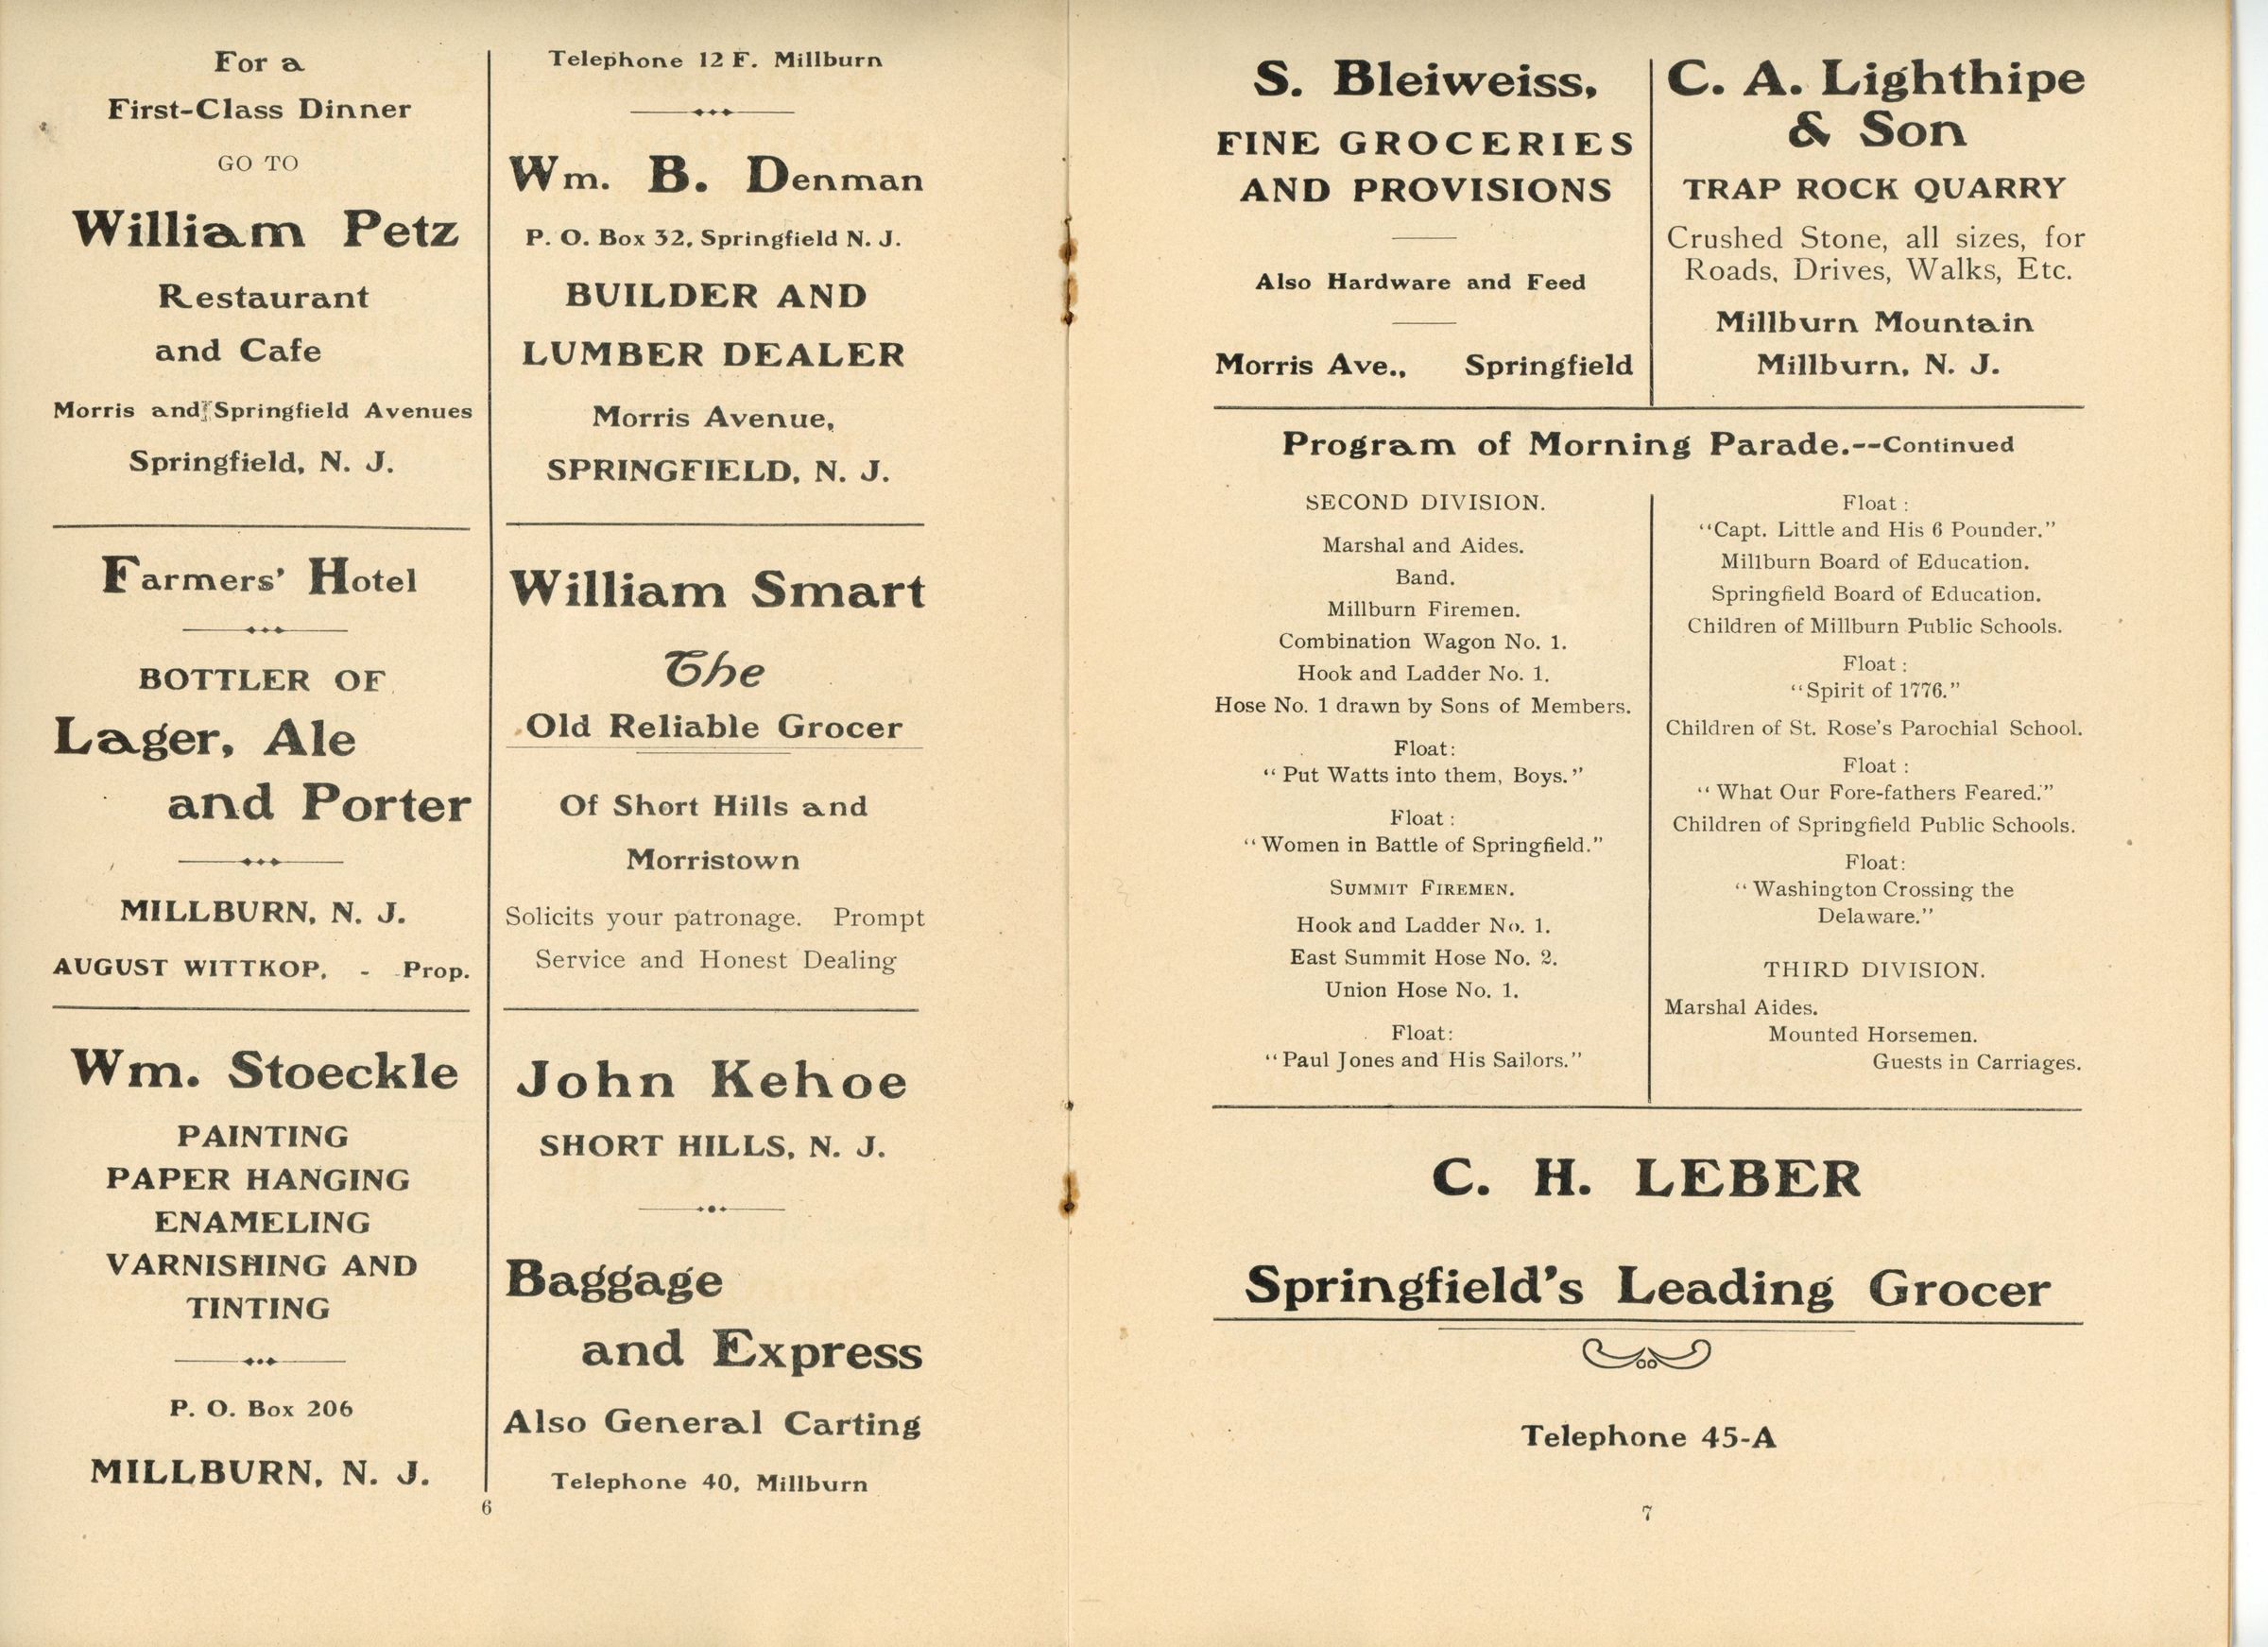 For a
First-Class Dinner
GO TO
William Petz
Restaurant
and Cafe
Morris and Springfield Avenues
Springfield, N. J.
Farmers' Hotel
BOTTLER OF
Lager, Ale
and Porter
MILLBURN, N. J.
AUGUST WITTKOP, - Prop.
Wm. Stoeckle
PAINTING
PAPER HANGING
ENAMELING
VARNISHING AND
TINTING
P. O. Box 206
MILLBURN, N. J.
Telephone 12 F. Millburn
Wm. B. Denman
P. O. Box 32, Springfield N. J.
BUILDER AND
LUMBER DEALER
Morris Avenue,
SPRINGFIELD, N. J.
William Smart
The
Old Reliable Grocer
Of Short Hills and
Morristown
Solicits your patronage. Prompt
Service and Honest Dealing
John Kehoe
SHORT HILLS, N. J.
Baggage
and Express
Also General Carting
Telephone 40, Millburn
6
S. Bleiweiss,
FINE GROCERIES
AND PROVISIONS
Also Hardware and Feed
Morris Ave., Springfield
C. A. Lighthipe
& Son
TRAP ROCK QUARRY
Crushed Stone, all sizes, for
Roads, Drives, Walks, Etc.
Millburn Mountain
Millburn, N. J.
Program of Morning Parade.--Continued
SECOND DIVISION.
Marshal and Aides.
Band.
Millburn Firemen.
Combination Wagon No. 1.
Hook and Ladder No. 1.
Hose No. 1 drawn by Sons of Members.
Float:
"Put Watts into them, Boys."
Float:
"Women in Battle of Springfield."
SUMMIT FIREMEN.
Hook and Ladder No. 1.
East Summit Hose No. 2.
Union Hose No. 1.
Float:
"Paul Jones and His Sailors."
Float:
"Capt. Little and His 6 Pounder."
Millburn Board of Education.
Springfield Board of Education.
Children of Millburn Public Schools.
Float:
"Spirit of 1776."
Children of St. Rose's Parochial School.
Float:
"What Our Fore-fathers Feared."
Children of Springfield Public Schools.
Float:
"Washington Crossing the
Delaware."
THIRD DIVISION.
Marshal Aides.
Mounted Horsemen.
Guests in Carriages.
C. H. LEBER
Springfield's Leading Grocer
Telephone 45-A
7